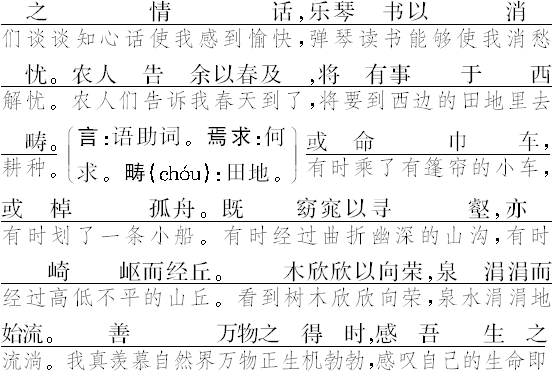 之情话,乐琴书以消
们谈谈知心话使我感到愉快,弹琴读书能够使我消愁
忧。农人告余以春及,将有事于西
解忧。农人们告诉我春天到了,将要到西边的田地里去
畴。(言:语助词。焉求:何求。畴(chóu):田地。)或命巾车,
耕种。有时乘了有篷帘的小车,
或棹孤舟。既窈窕以寻壑,亦
有时划了一条小船。有时经过曲折幽深的山沟,有时
崎岖而经丘。木欣欣以向荣,泉涓涓而
经过高低不平的山丘。看到树木欣欣向荣,泉水涓涓地
始流。善万物之得时,感吾生之
流淌。我真羡慕自然界万物正生机勃勃,感叹自己的生命即